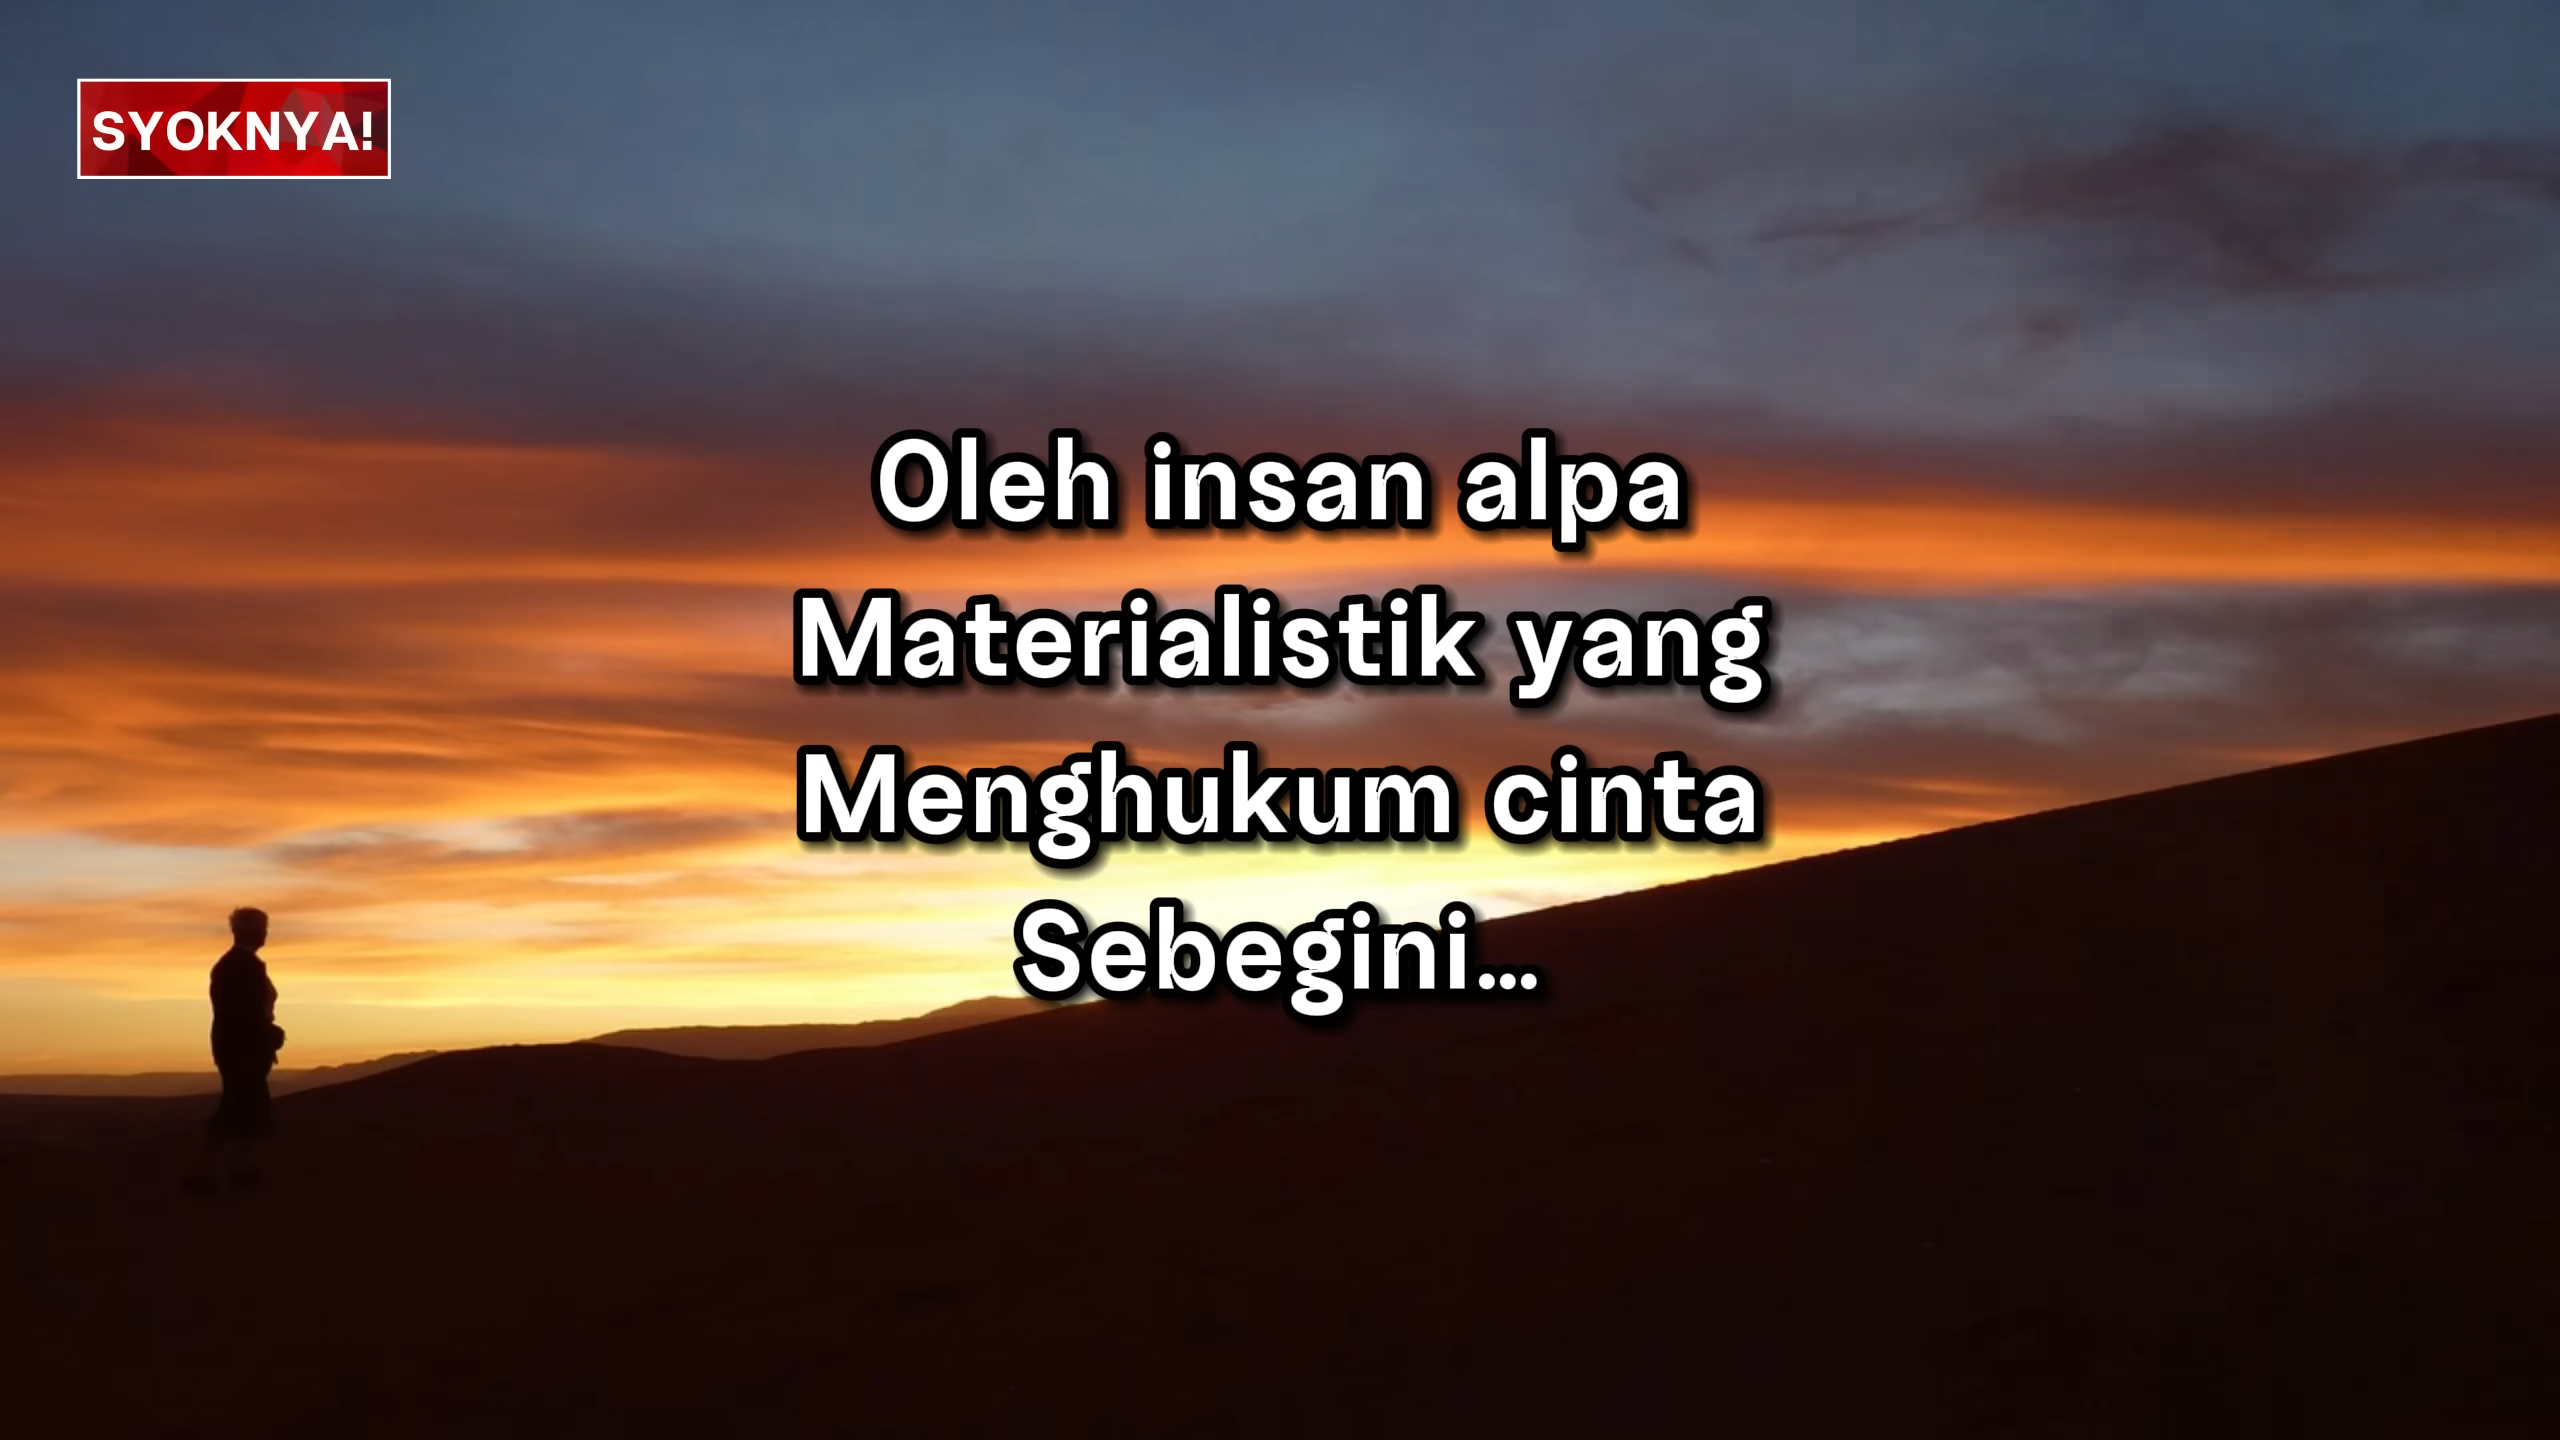 SYOKNYA!
Oleh insan alpa
Materialistik yang
Menghukum cinta
Sebegini...